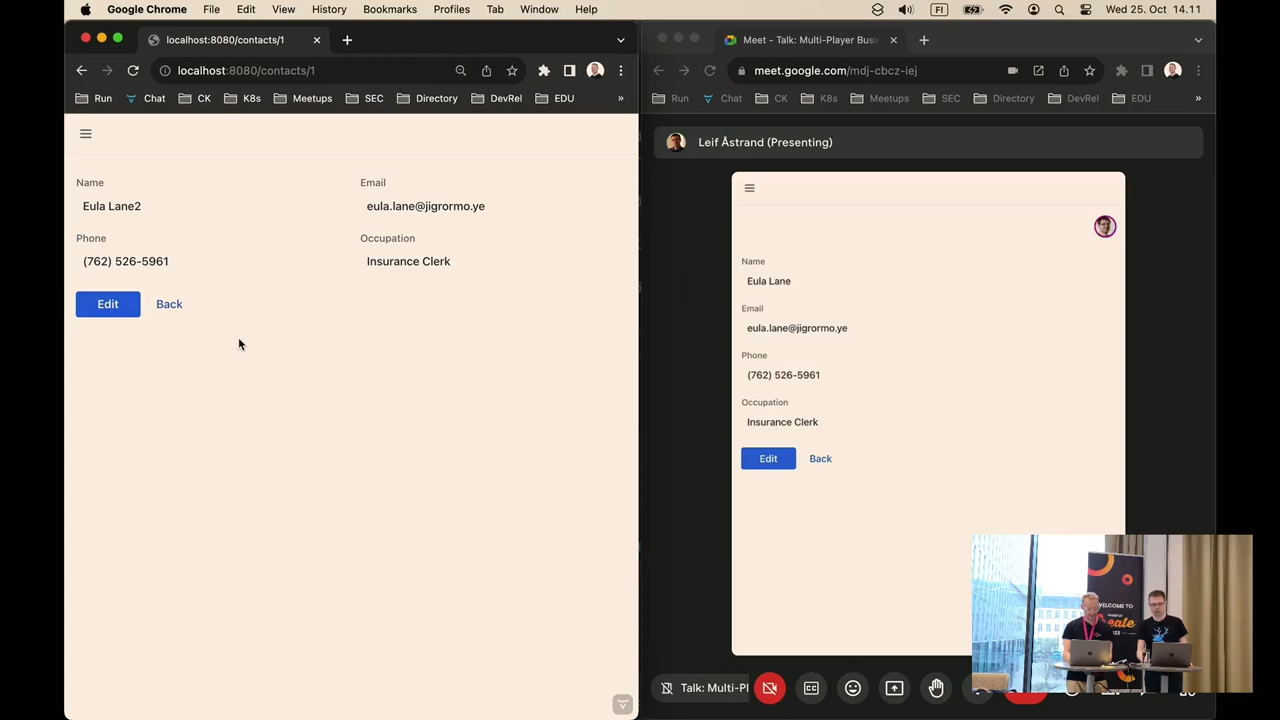 Google Chrome File Edit View History Bookmarks Profiles Tab Window Help FI Wed 25. Oct 14.11
localhost:8080/contacts/1
localhost:8080/contacts/1
Run Chat CK K8s Meetups SEC Directory DevRel EDU »
Name
Eula Lane2
Email
eula.lane@jigrormo.ye
Phone
(762) 526-5961
Occupation
Insurance Clerk
Edit Back
Meet - Talk: Multi-Player Busi
meet.google.com/mdj-cbcz-iej
Run Chat CK K8s Meetups SEC Directory DevRel EDU »
Leif Åstrand (Presenting)
Name
Eula Lane
Email
eula.lane@jigrormo.ye
Phone
(762) 526-5961
Occupation
Insurance Clerk
Edit Back
WELCOME TO
Talk: Multi-Pl